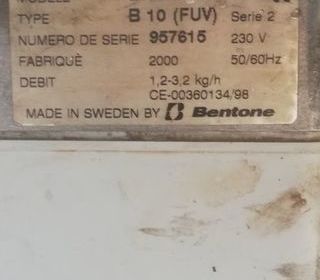 TYPE B 10 (FUV) Serie 2
NUMERO DE SERIE 957615 230 V
FABRIQUÈ 2000 50/60Hz
DEBIT 1,2-3,2 kg/h
CE-00360134/98
MADE IN SWEDEN BY Bentone